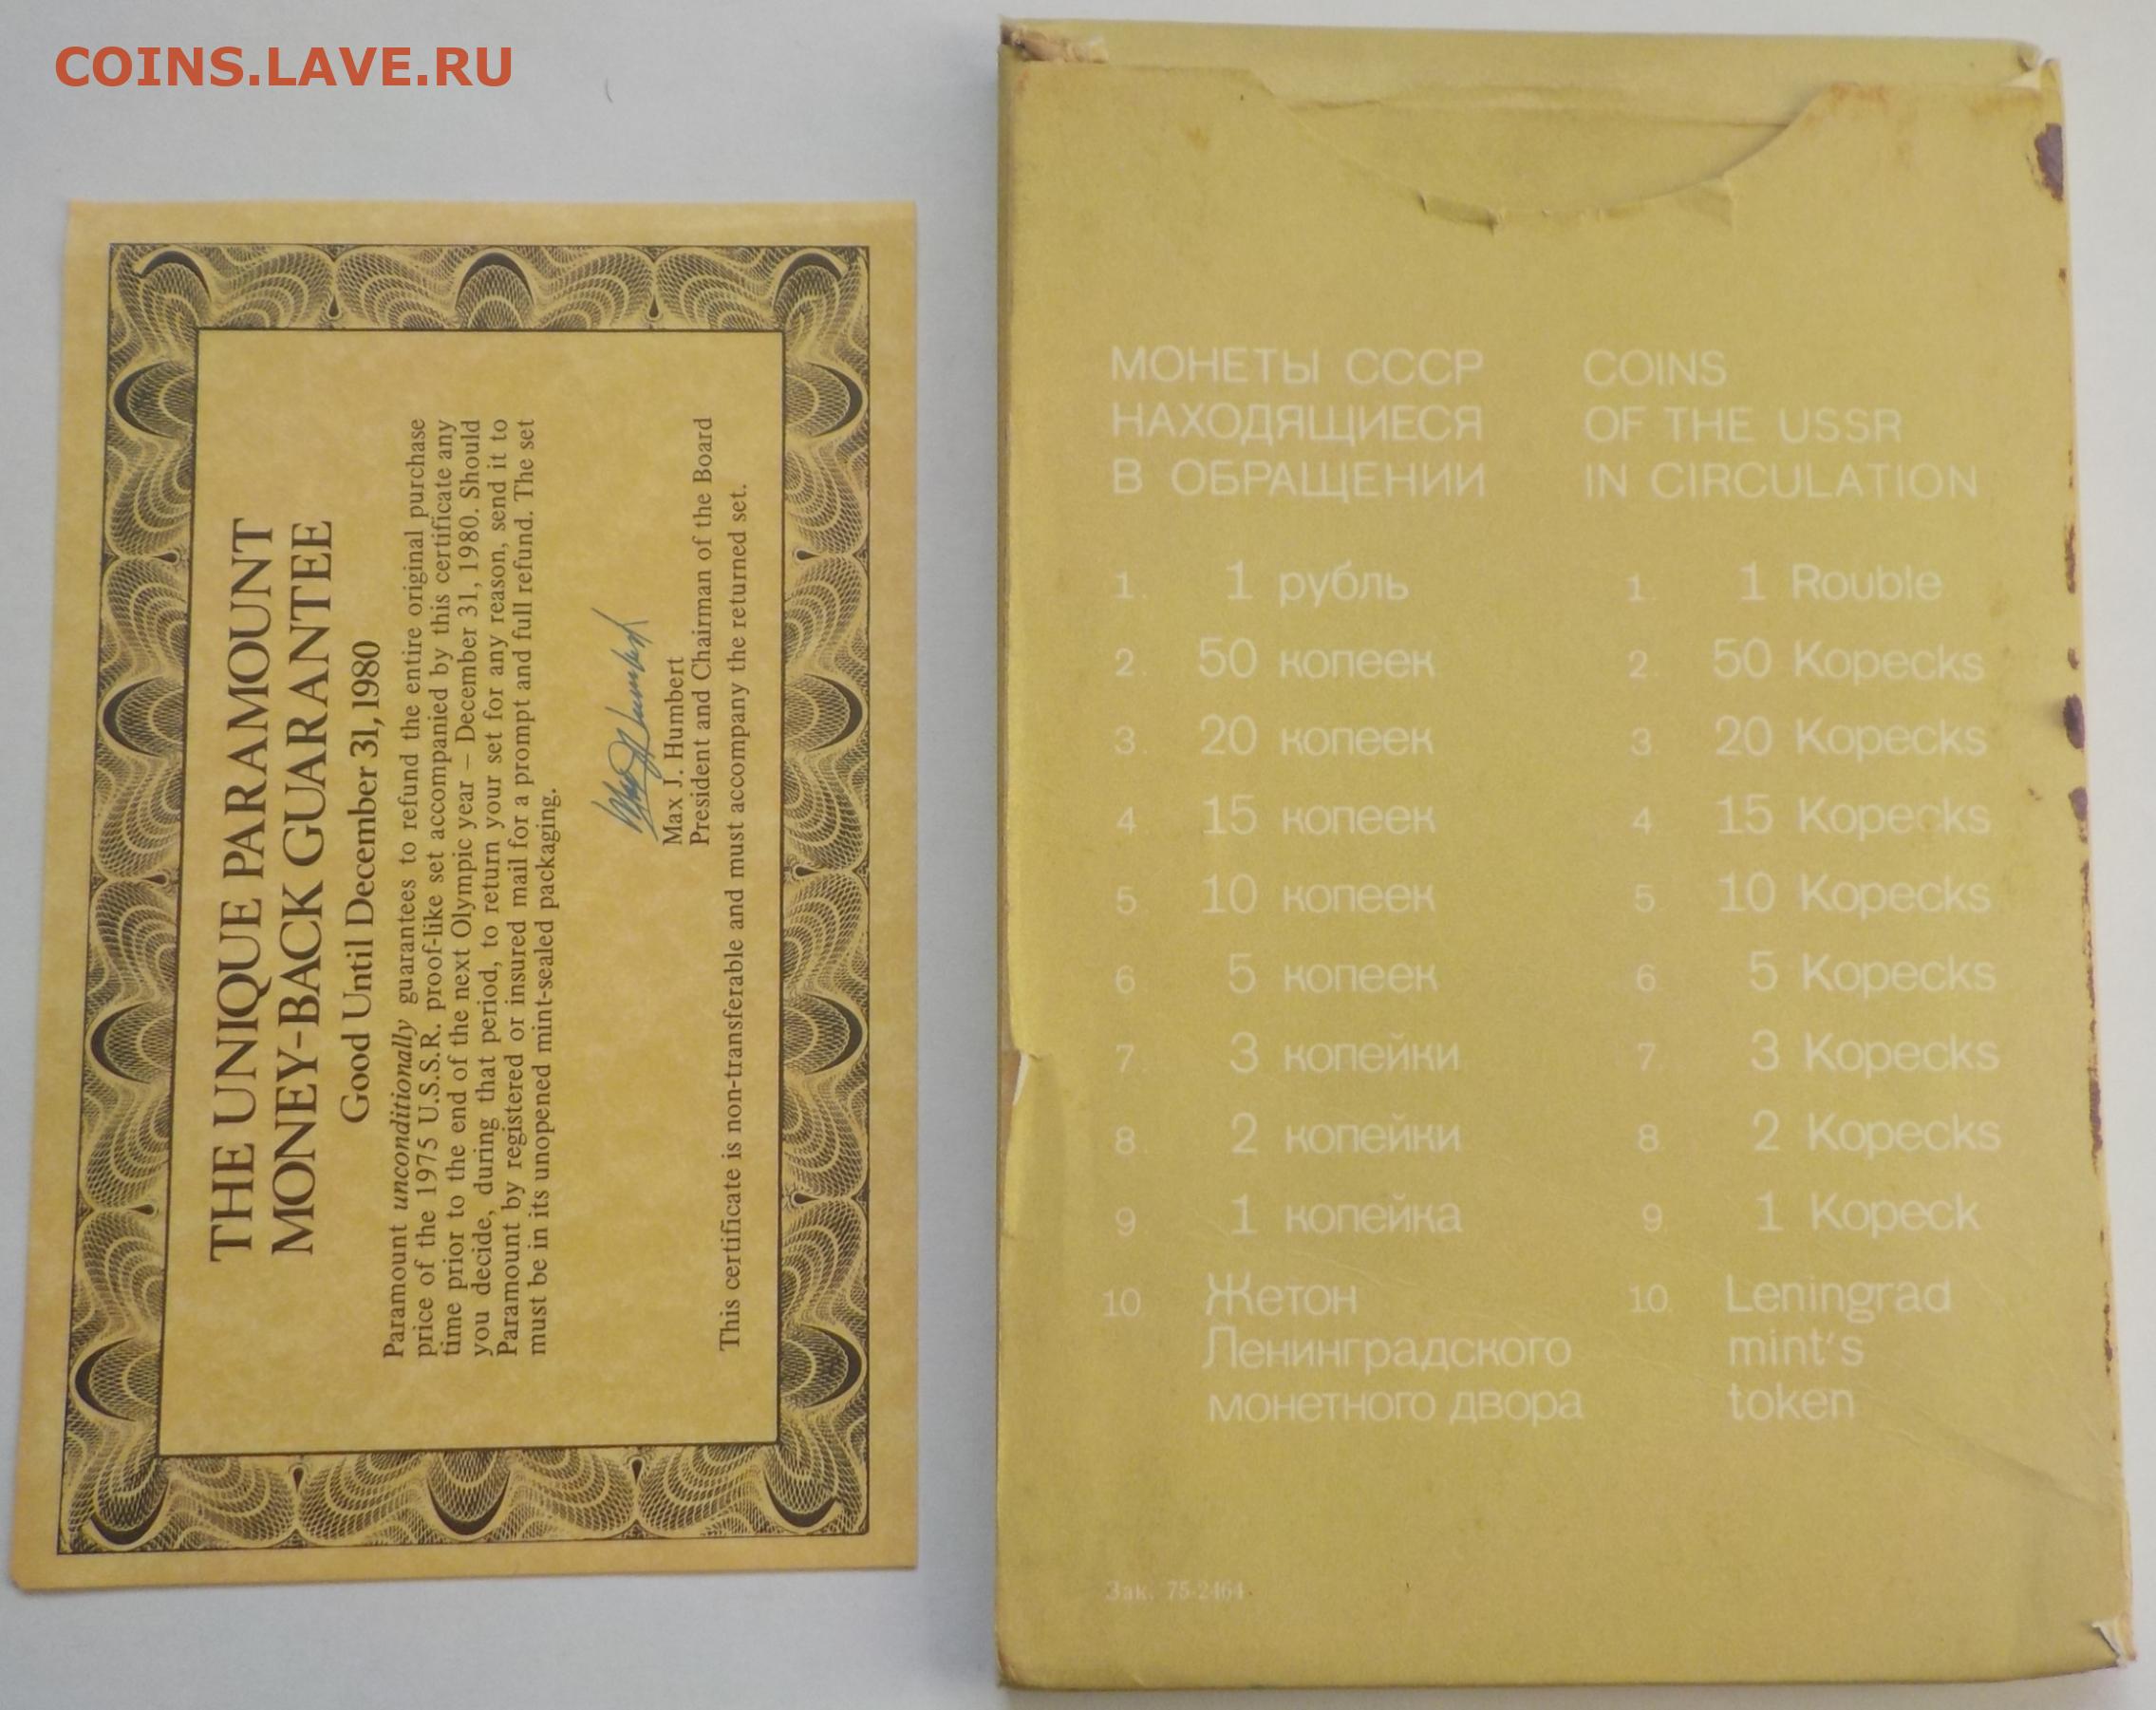 COINS.LAVE.RU
THE UNIQUE PARAMOUNT
MONEY-BACK GUARANTEE
Good Until December 31, 1980
Paramount unconditionally guarantees to refund the entire original purchase
price of the 1975 U.S.S.R. proof-like set accompanied by this certificate any
time prior to the end of the next Olympic year – December 31, 1980. Should
you decide, during that period, to return your set for any reason, send it to
Paramount by registered or insured mail for a prompt and full refund. The set
must be in its unopened mint-sealed packaging.
Max J. Humbert
Max J. Humbert
President and Chairman of the Board
This certificate is non-transferable and must accompany the returned set.
МОНЕТЫ СССР
НАХОДЯЩИЕСЯ
В ОБРАЩЕНИИ
1. 1 рубль
2. 50 копеек
3. 20 копеек
4. 15 копеек
5. 10 копеек
6. 5 копеек
7. 3 копейки
8. 2 копейки
9. 1 копейка
10. Жетон
Ленинградского
монетного двора
COINS
OF THE USSR
IN CIRCULATION
1. 1 Rouble
2. 50 Kopecks
3. 20 Kopecks
4. 15 Kopecks
5. 10 Kopecks
6. 5 Kopecks
7. 3 Kopecks
8. 2 Kopecks
9. 1 Kopeck
10. Leningrad
mint's
token
Зак. 75-2464